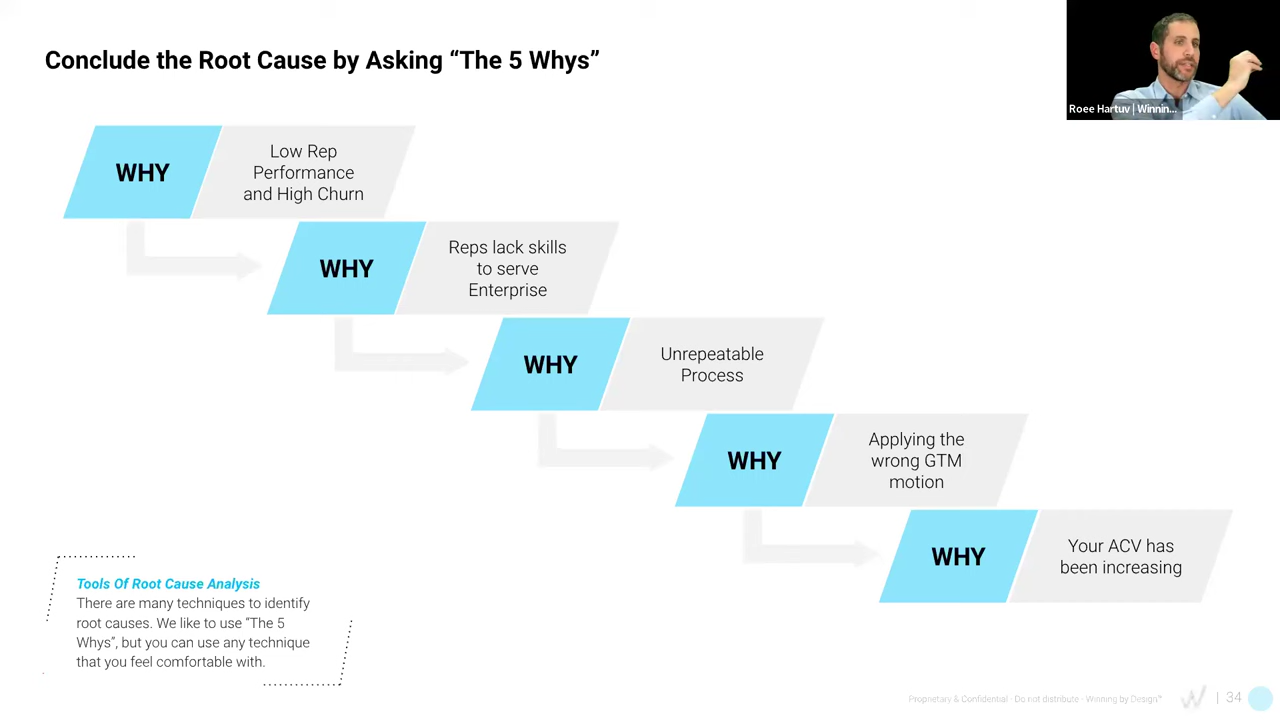 Conclude the Root Cause by Asking “The 5 Whys”
Roee Hartuv | Winnin...
WHY
Low Rep
Performance
and High Churn
WHY
Reps lack skills
to serve
Enterprise
WHY
Unrepeatable
Process
WHY
Applying the
wrong GTM
motion
WHY
Your ACV has
been increasing
Tools Of Root Cause Analysis
There are many techniques to identify
root causes. We like to use “The 5
Whys”, but you can use any technique
that you feel comfortable with.
Proprietary & Confidential · Do not distribute · Winning by Design™
W | 34